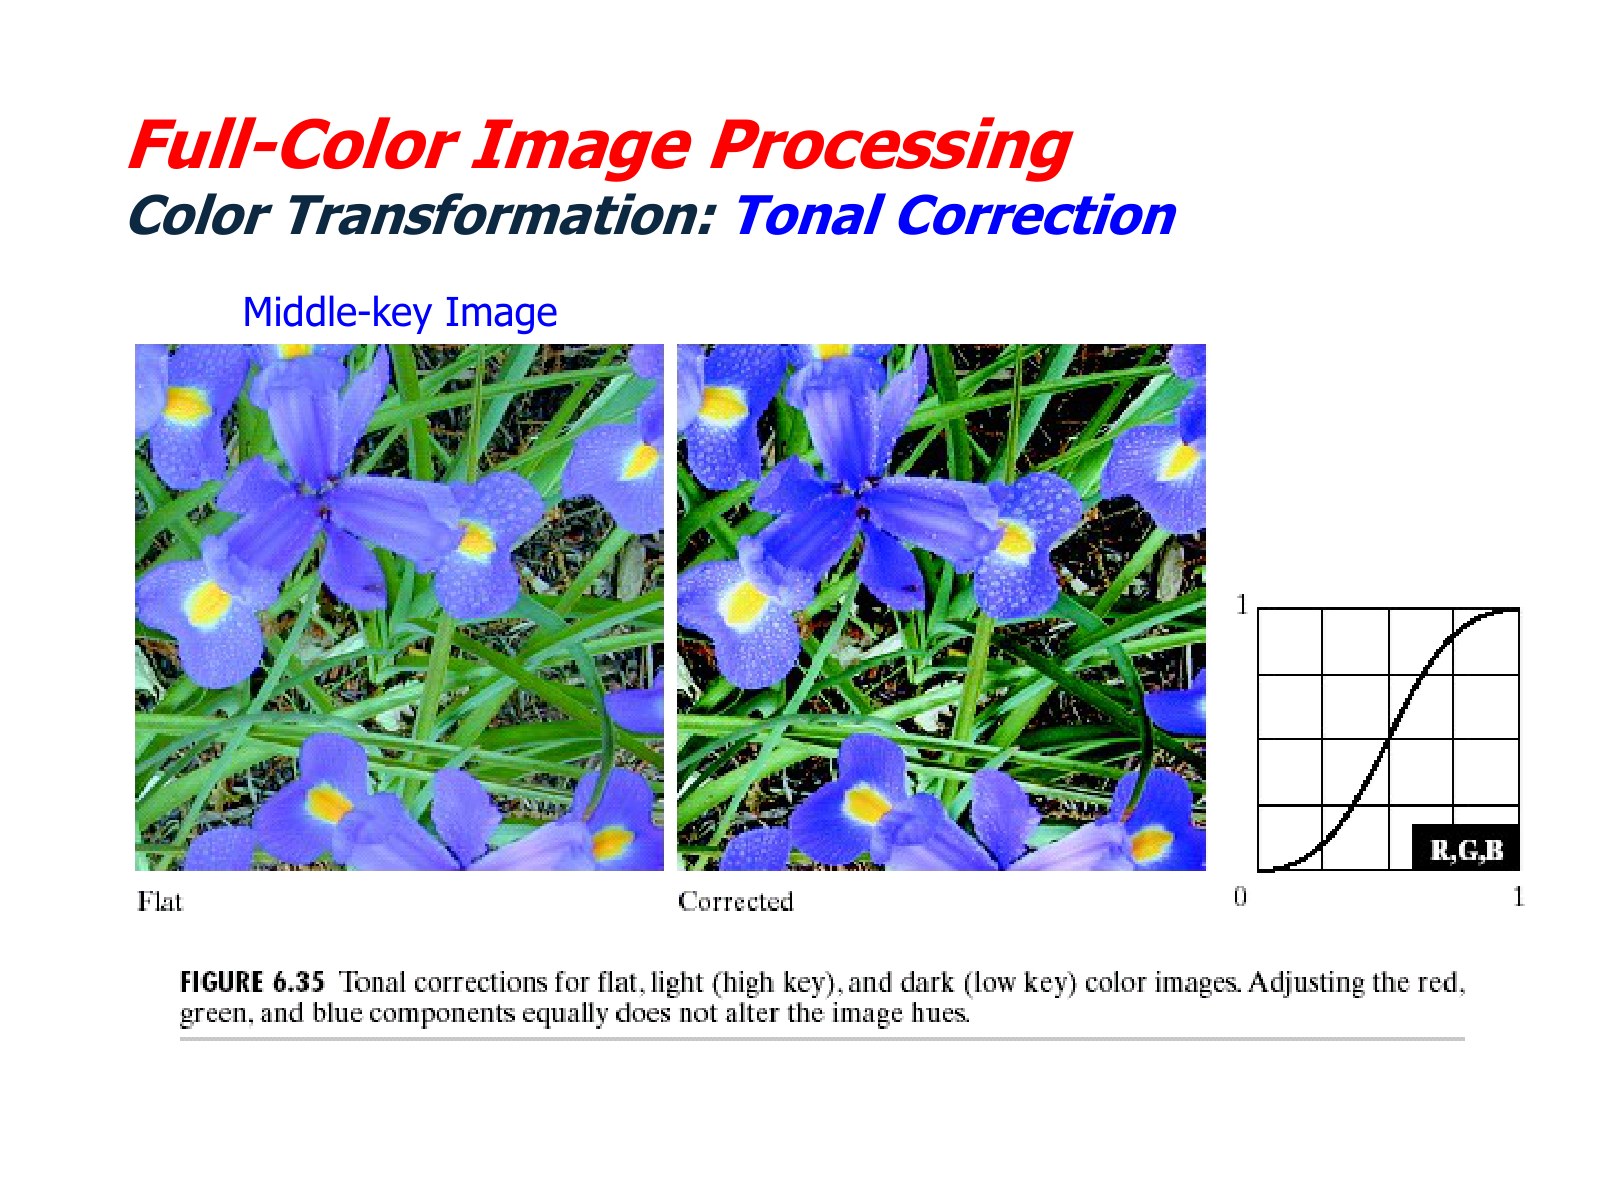 Full-Color Image Processing
Color Transformation: Tonal Correction
Middle-key Image
1
R,G,B
0
1
Flat
Corrected
FIGURE 6.35 Tonal corrections for flat, light (high key), and dark (low key) color images. Adjusting the red,
green, and blue components equally does not alter the image hues.